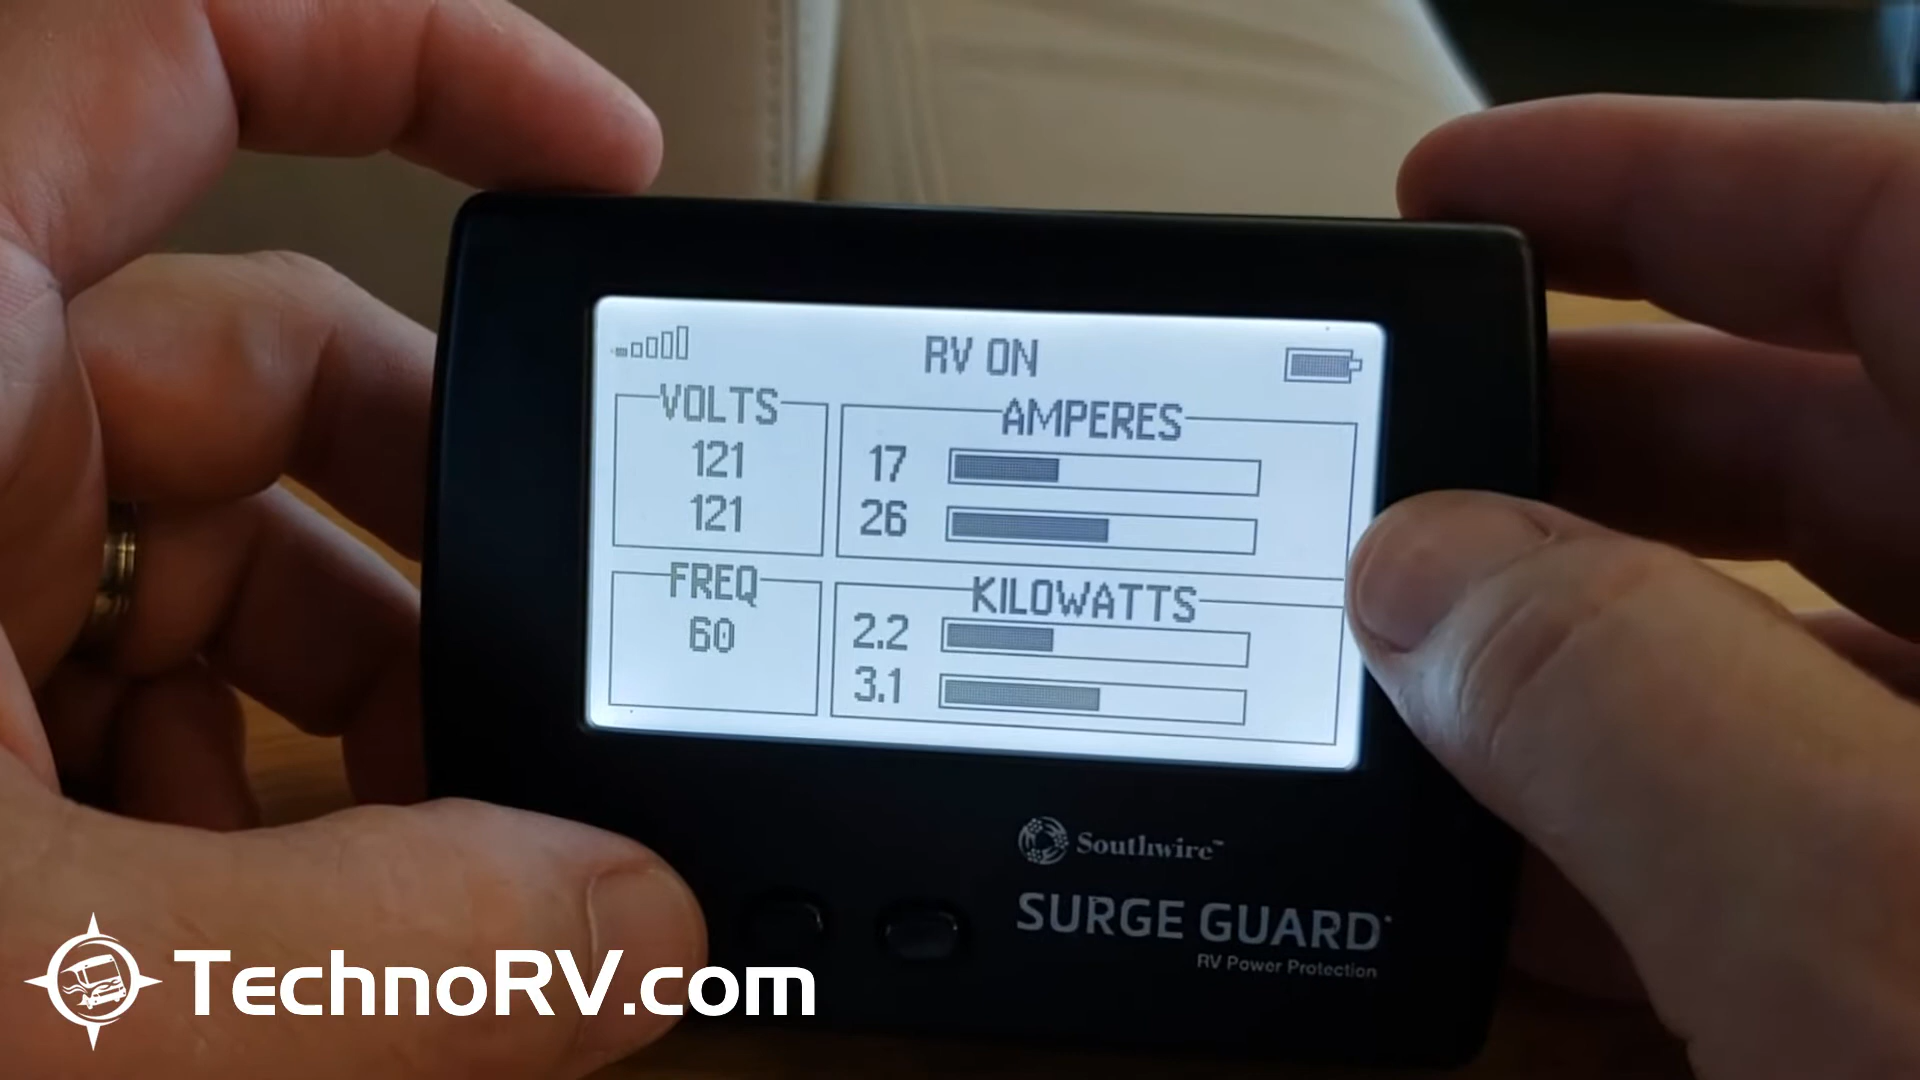 RV ON
VOLTS
121
121
AMPERES
17
26
FREQ
60
KILOWATTS
2.2
3.1
Southwire™
SURGE GUARD
RV Power Protection
TechnoRV.com